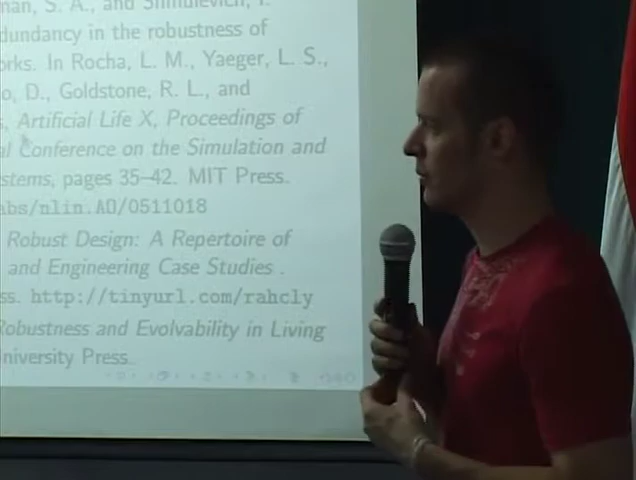 man, S. A., and Shmulevich, I.
dundancy in the robustness of
orks. In Rocha, L. M., Yaeger, L. S.,
o, D., Goldstone, R. L., and
s, Artificial Life X, Proceedings of
al Conference on the Simulation and
stems, pages 35–42. MIT Press.
abs/nlin.AO/0511018
Robust Design: A Repertoire of
and Engineering Case Studies .
ss. http://tinyurl.com/rahcly
Robustness and Evolvability in Living
niversity Press.